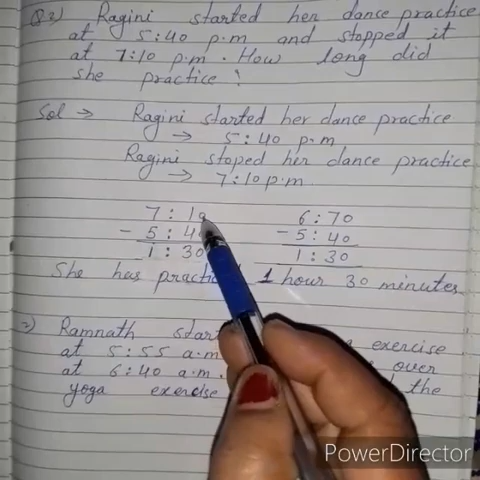 Q3) Ragini started her dance practice
at 5:40 p.m and stopped it
at 7:10 p.m. How long did
she practice?
Sol → Ragini started her dance practice
→ 5:40 p.m
Ragini stoped her dance practice
→ 7:10 p.m.
7:10 6:70
- 5:40 - 5:40
1:30 1:30
She has 1 hour 30 minutes
⇒ Ramnath exercise
at 5:55 a.m over
at 6:40 a.m. the
yoga exercise
PowerDirector